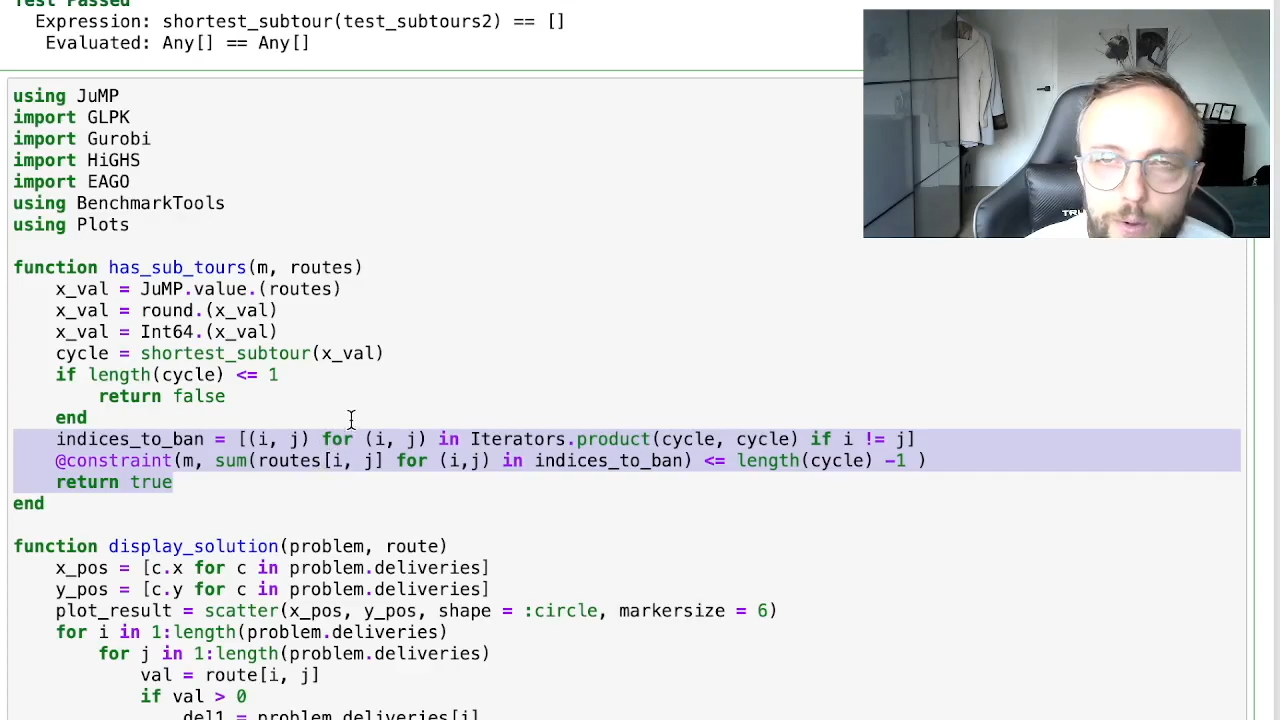 Test Passed
Expression: shortest_subtour(test_subtours2) == []
Evaluated: Any[] == Any[]
using JuMP
import GLPK
import Gurobi
import HiGHS
import EAGO
using BenchmarkTools
using Plots
function has_sub_tours(m, routes)
x_val = JuMP.value.(routes)
x_val = round.(x_val)
x_val = Int64.(x_val)
cycle = shortest_subtour(x_val)
if length(cycle) <= 1
return false
end
indices_to_ban = [(i, j) for (i, j) in Iterators.product(cycle, cycle) if i != j]
@constraint(m, sum(routes[i, j] for (i,j) in indices_to_ban) <= length(cycle) -1 )
return true
end
function display_solution(problem, route)
x_pos = [c.x for c in problem.deliveries]
y_pos = [c.y for c in problem.deliveries]
plot_result = scatter(x_pos, y_pos, shape = :circle, markersize = 6)
for i in 1:length(problem.deliveries)
for j in 1:length(problem.deliveries)
val = route[i, j]
if val > 0
del1 = problem.deliveries[i]